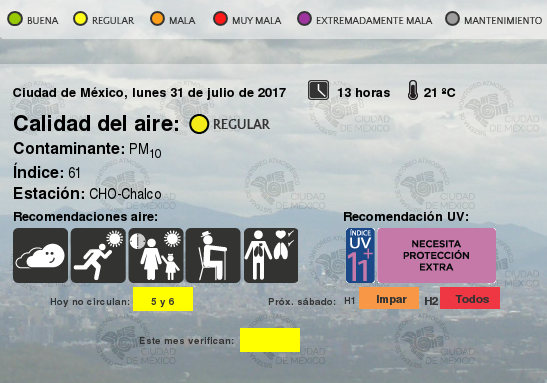 BUENA REGULAR MALA MUY MALA EXTREMADAMENTE MALA MANTENIMIENTO
Ciudad de México, lunes 31 de julio de 2017 13 horas 21 ºC
Calidad del aire: REGULAR
Contaminante: PM10
Índice: 61
Estación: CHO-Chalco
Recomendaciones aire: Recomendación UV:
ÍNDICE UV 11+ NECESITA PROTECCIÓN EXTRA
Hoy no circulan: 5 y 6 Próx. sábado: H1 Impar H2 Todos
Este mes verifican: